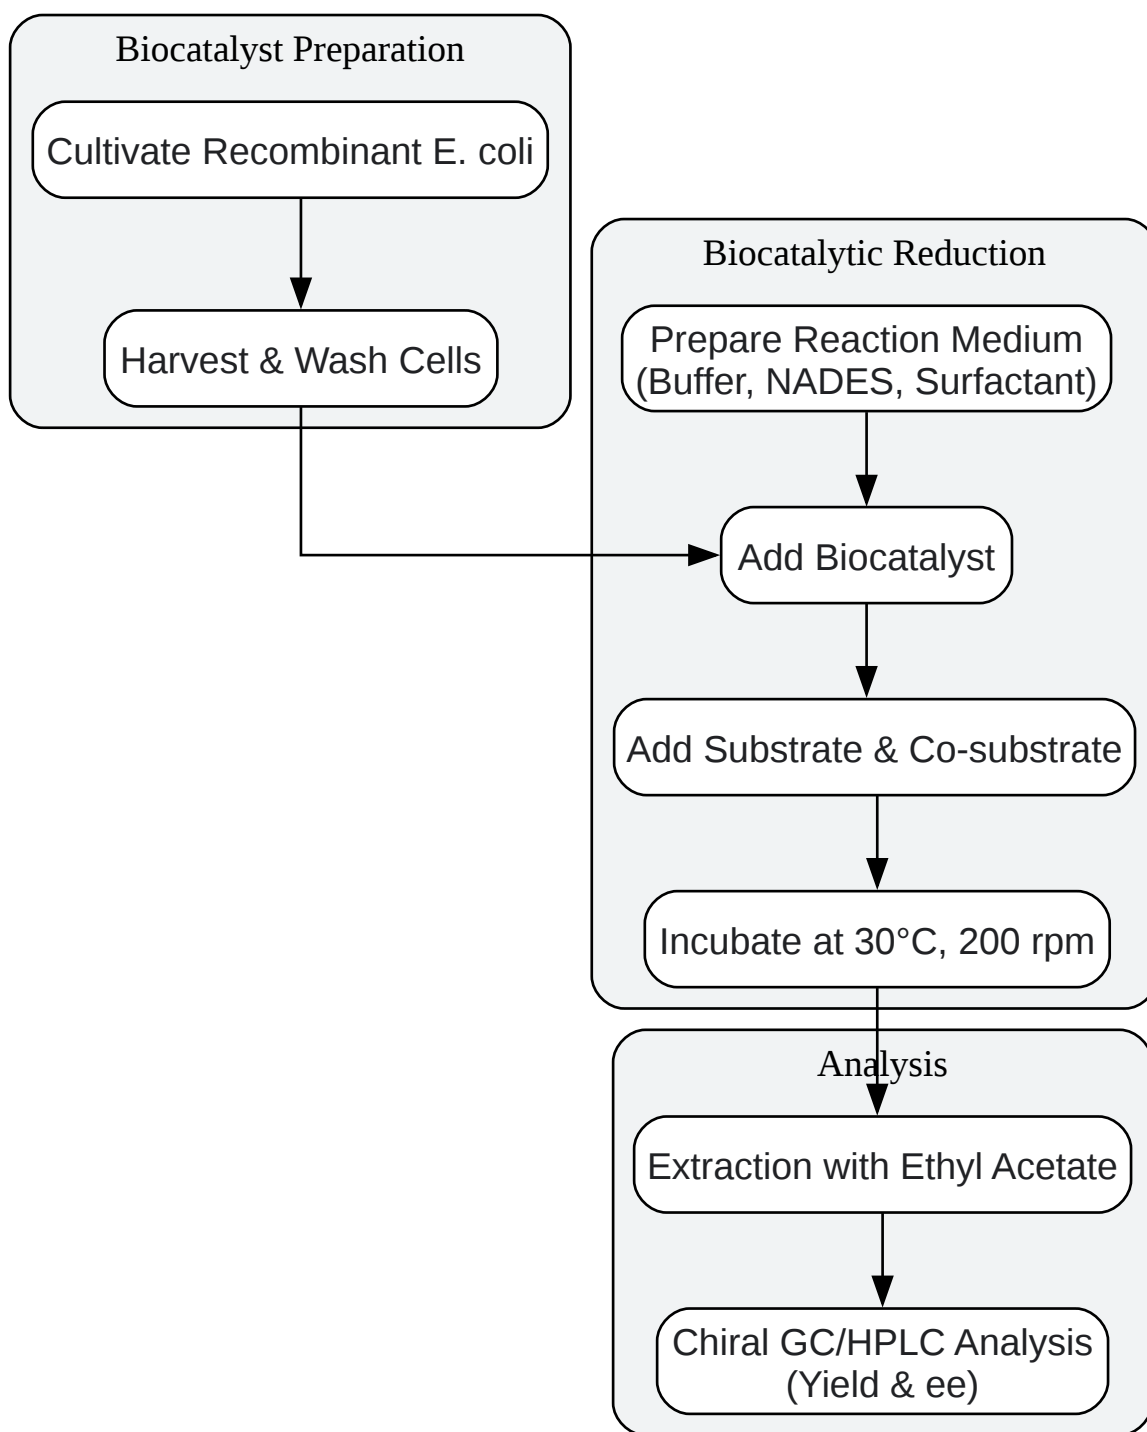 Biocatalyst Preparation
Cultivate Recombinant E. coli
Harvest & Wash Cells
Biocatalytic Reduction
Prepare Reaction Medium
(Buffer, NADES, Surfactant)
Add Biocatalyst
Add Substrate & Co-substrate
Incubate at 30°C, 200 rpm
Analysis
Extraction with Ethyl Acetate
Chiral GC/HPLC Analysis
(Yield & ee)